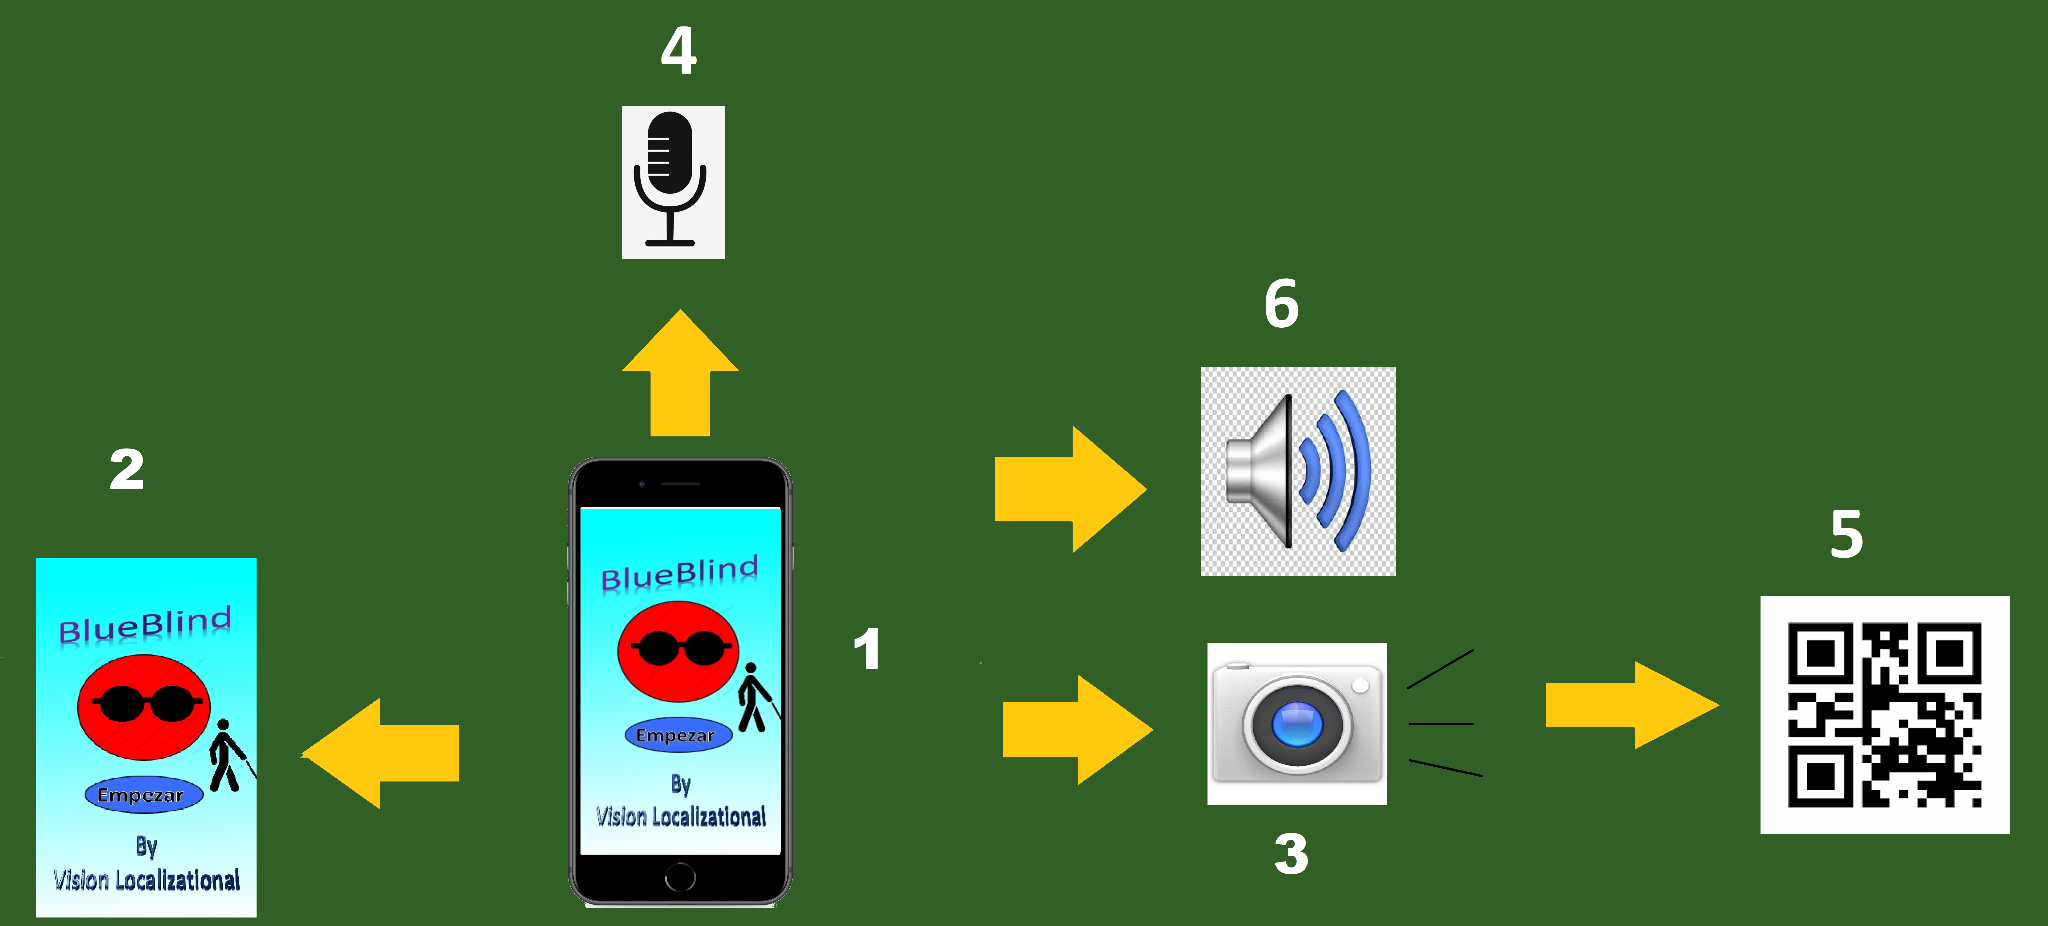 4
6
2
5
BlueBlind
Empezar
By
Vision Localizational
BlueBlind
Empezar
By
Vision Localizational
1
3